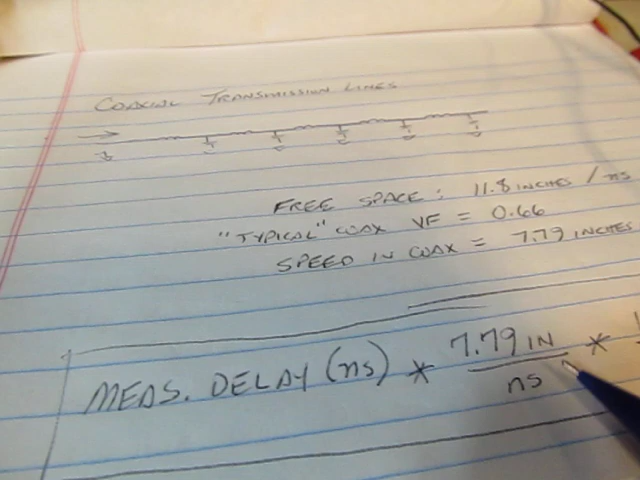 COAXIAL TRANSMISSION LINES
FREE SPACE: 11.8 INCHES / ns
"TYPICAL" COAX VF = 0.66
SPEED IN COAX = 7.79 INCHES
MEAS. DELAY (ns) * 7.79 IN / ns *